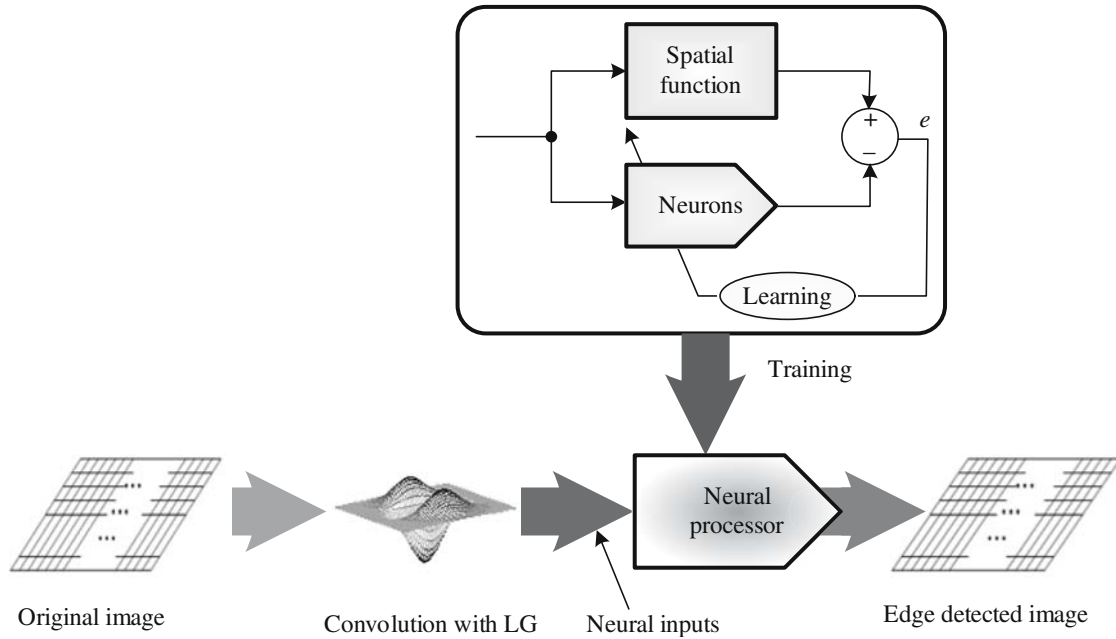 Spatial
function
+
−
e
Neurons
Learning
Training
Neural
processor
Original image
Convolution with LG
Neural inputs
Edge detected image